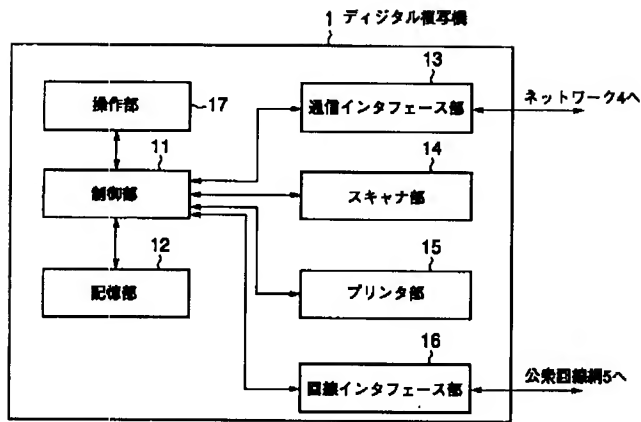 1 ディジタル複写機
操作部
17
13
通信インタフェース部
ネットワーク4へ
11
制御部
14
スキャナ部
12
記憶部
15
プリンタ部
16
回線インタフェース部
公衆回線網5へ